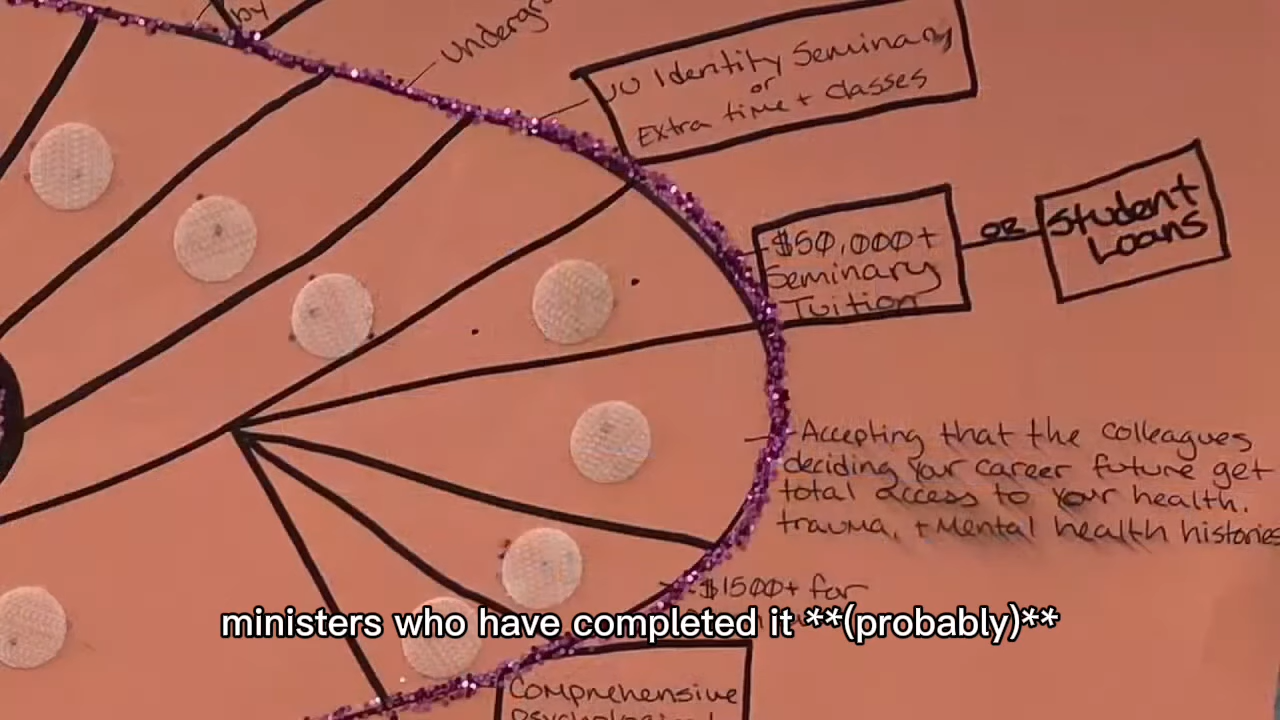 by
undergr
UU Identity Seminary
or
Extra time + classes
$50,000+
Seminary
Tuition
OR
Student
Loans
Accepting that the colleagues
deciding your career future get
total access to your health,
trauma, + Mental health histories
$1500+ for
ministers who have completed it **(probably)**
Comprehensive